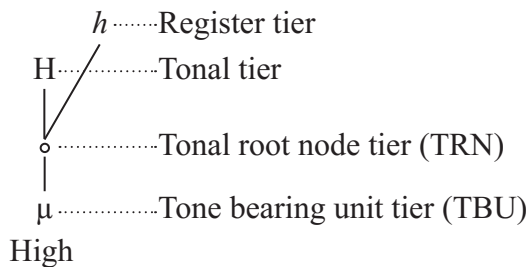 h Register tier
H Tonal tier
Tonal root node tier (TRN)
μ Tone bearing unit tier (TBU)
High